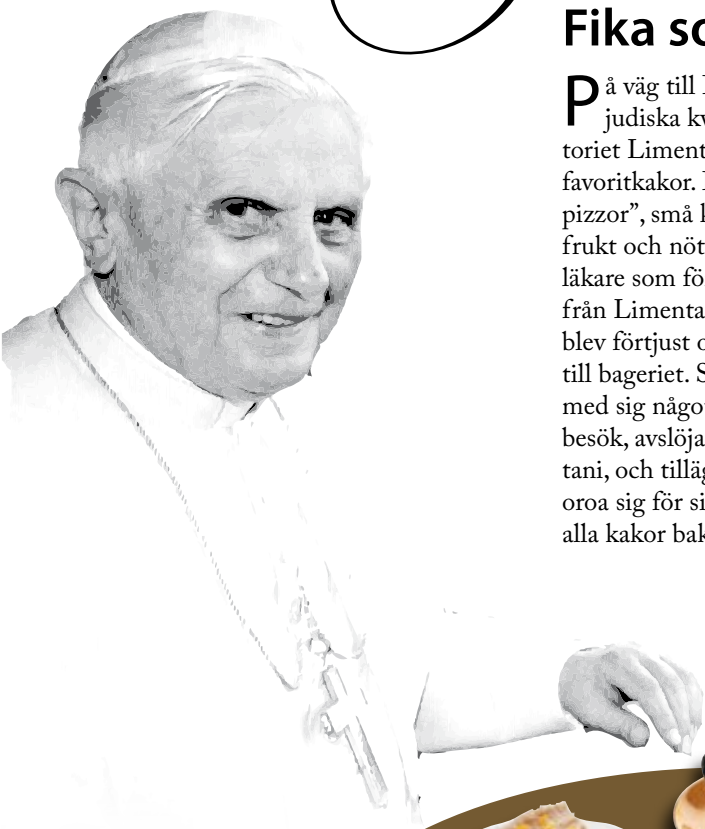 Fika so
På väg till
judiska kv
toriet Liment
favoritkakor.
pizzor”, små k
frukt och nöt
läkare som fö
från Limenta
blev förtjust o
till bageriet. S
med sig någo
besök, avslöja
tani, och tilläg
oroa sig för si
alla kakor bak